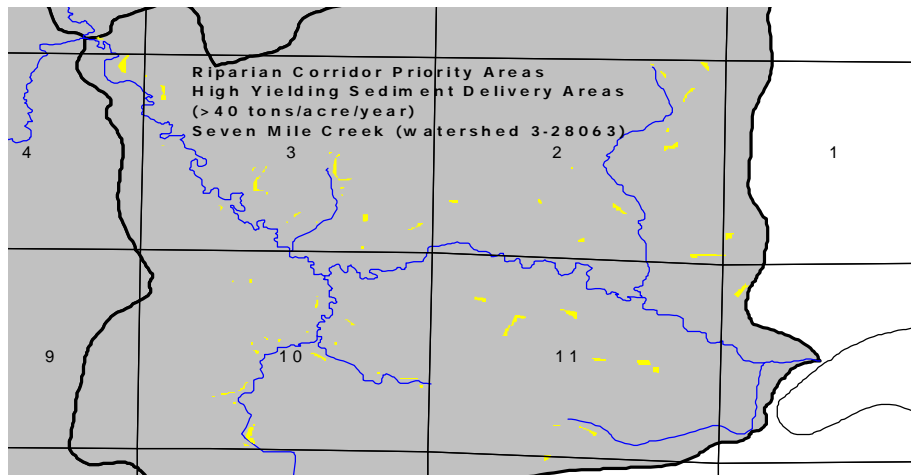 Riparian Corridor Priority Areas
High Yielding Sediment Delivery Areas
(>40 tons/acre/year)
Seven Mile Creek (watershed 3-28063)
4
3
2
1
9
10
11